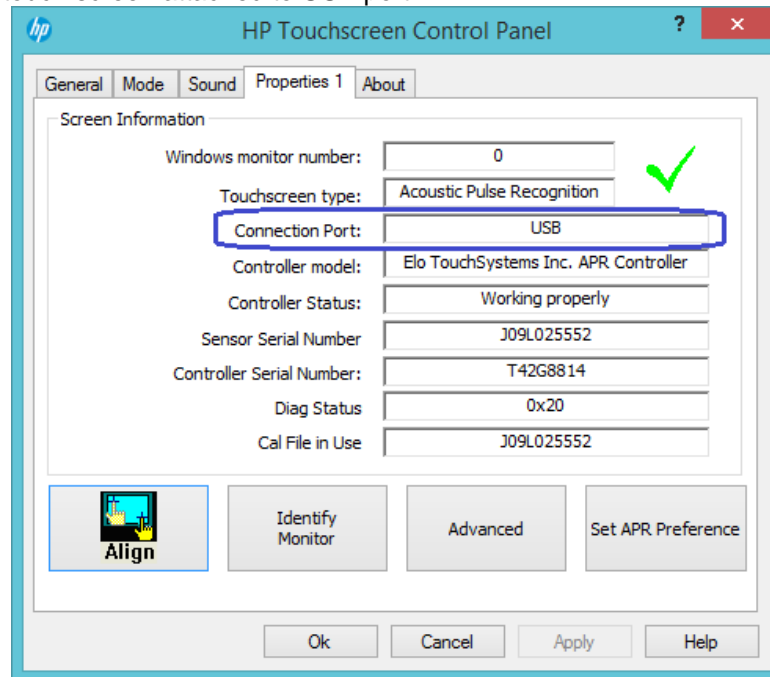 hp HP Touchscreen Control Panel ? ×
General Mode Sound Properties 1 About
Screen Information
Windows monitor number: 0
Touchscreen type: Acoustic Pulse Recognition
Connection Port: USB
Controller model: Elo TouchSystems Inc. APR Controller
Controller Status: Working properly
Sensor Serial Number J09L025552
Controller Serial Number: T42G8814
Diag Status 0x20
Cal File in Use J09L025552
Align
Identify
Monitor
Advanced
Set APR Preference
Ok Cancel Apply Help